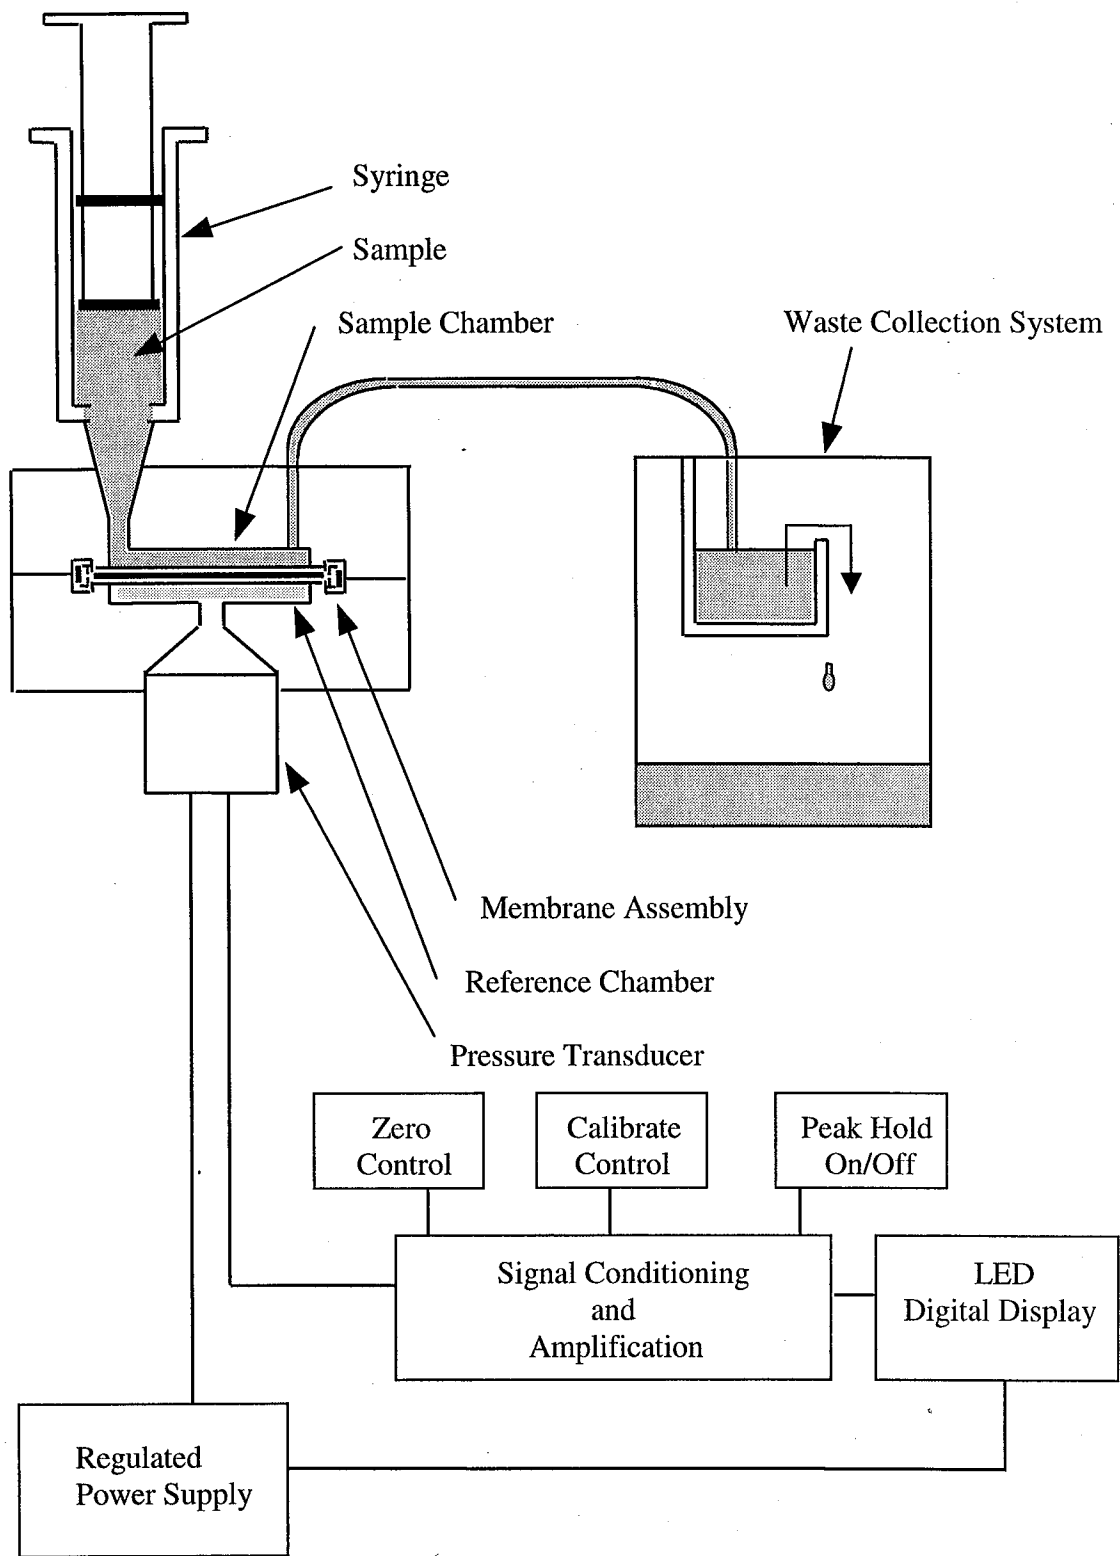 Syringe
Sample
Sample Chamber
Waste Collection System
Membrane Assembly
Reference Chamber
Pressure Transducer
Zero
Control
Calibrate
Control
Peak Hold
On/Off
Signal Conditioning
and
Amplification
LED
Digital Display
Regulated
Power Supply